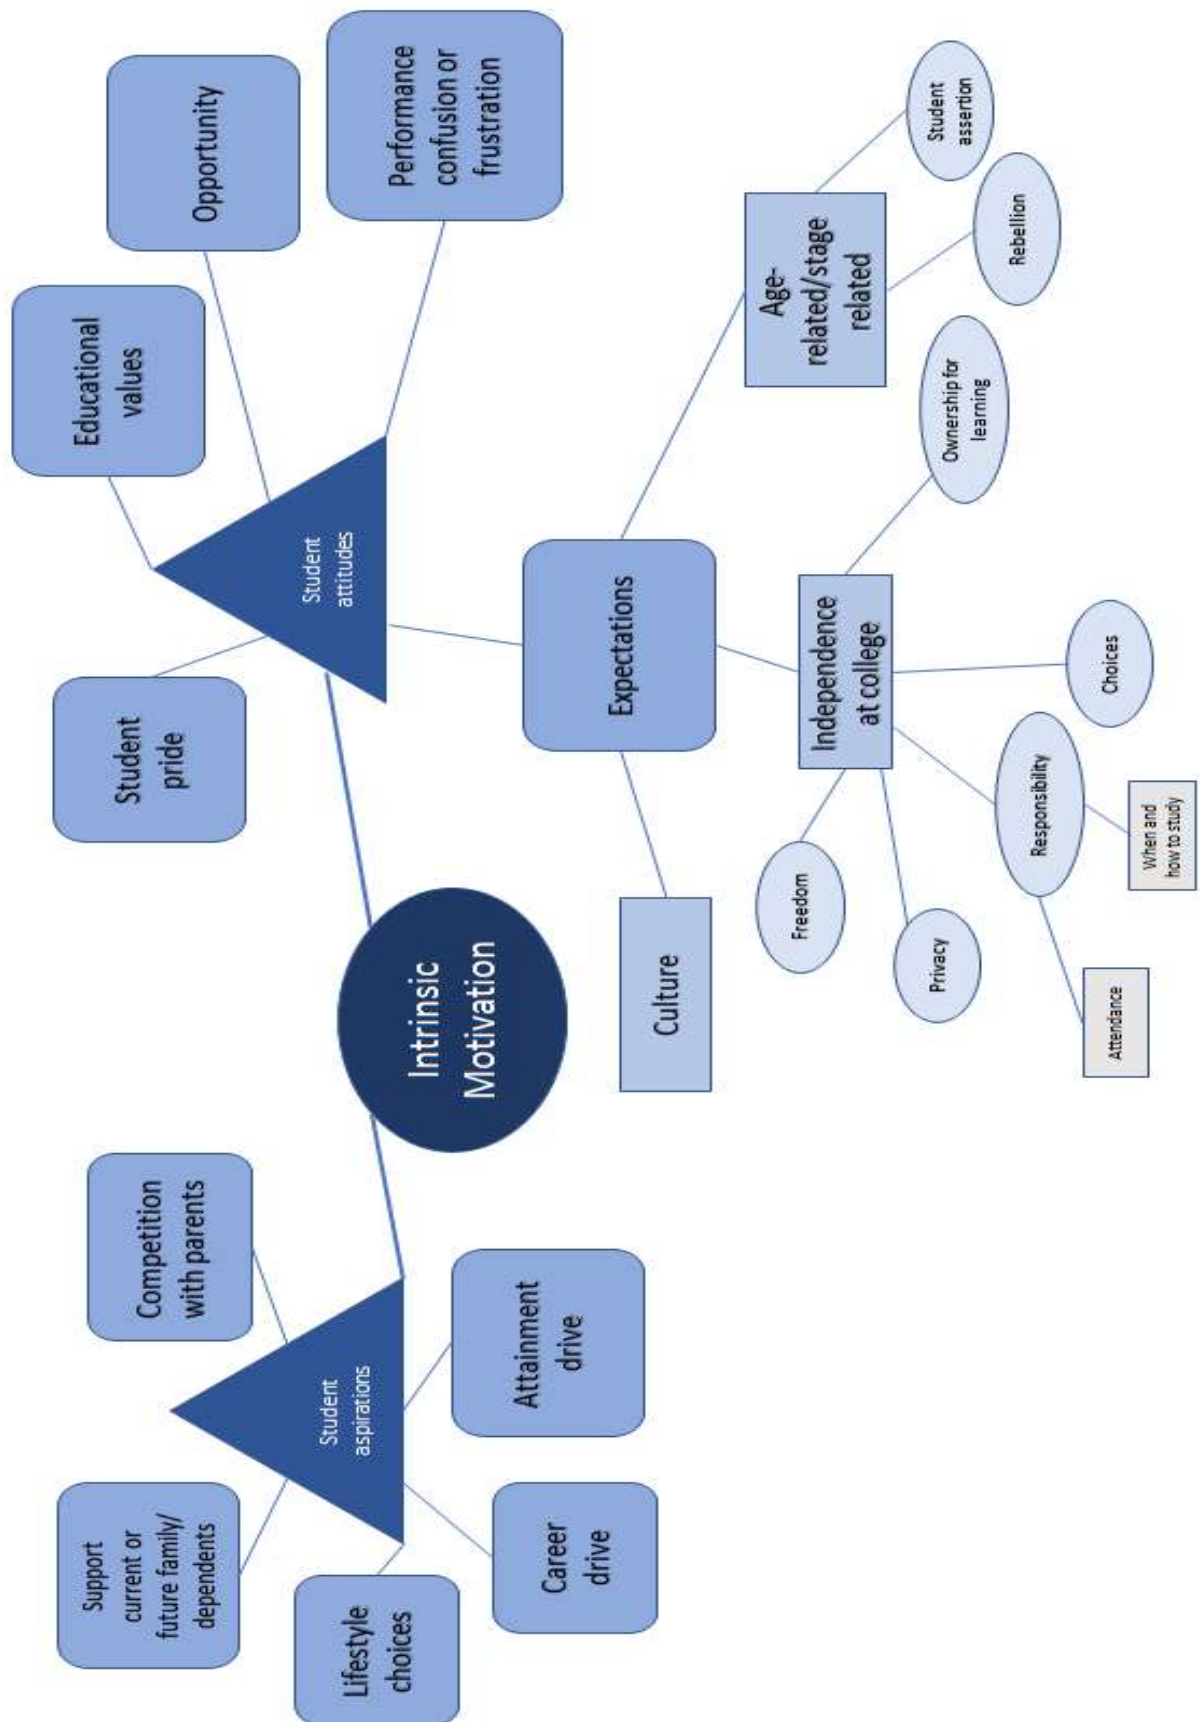 Support
current or
future family/
dependents
Competition
with parents
Lifestyle
choices
Student
aspirations
Career
drive
Attainment
drive
Intrinsic
Motivation
Student
pride
Educational
values
Opportunity
Performance
confusion or
frustration
Student
attitudes
Expectations
Culture
Independence
at college
Age-
related/stage
related
Freedom
Privacy
Responsibility
Choices
Ownership for
learning
Rebellion
Student
assertion
Attendance
When and
how to study